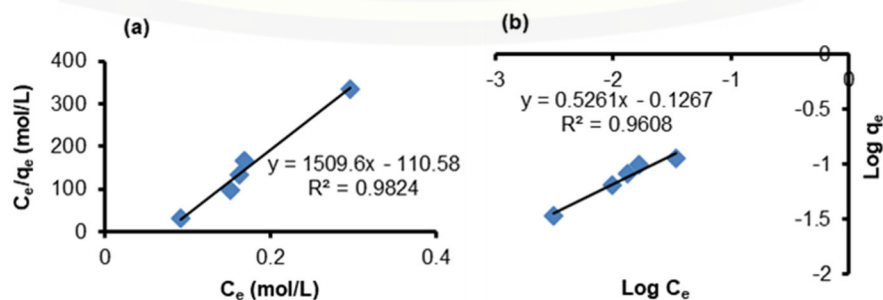 (a)
400
300
200
100
0
0
0.2
0.4
Cₑ/qₑ (mol/L)
y = 1509.6x - 110.58
R² = 0.9824
Cₑ (mol/L)
(b)
-3
-2
-1
0
0
-0.5
-1
-1.5
-2
y = 0.5261x - 0.1267
R² = 0.9608
Log qₑ
Log Cₑ